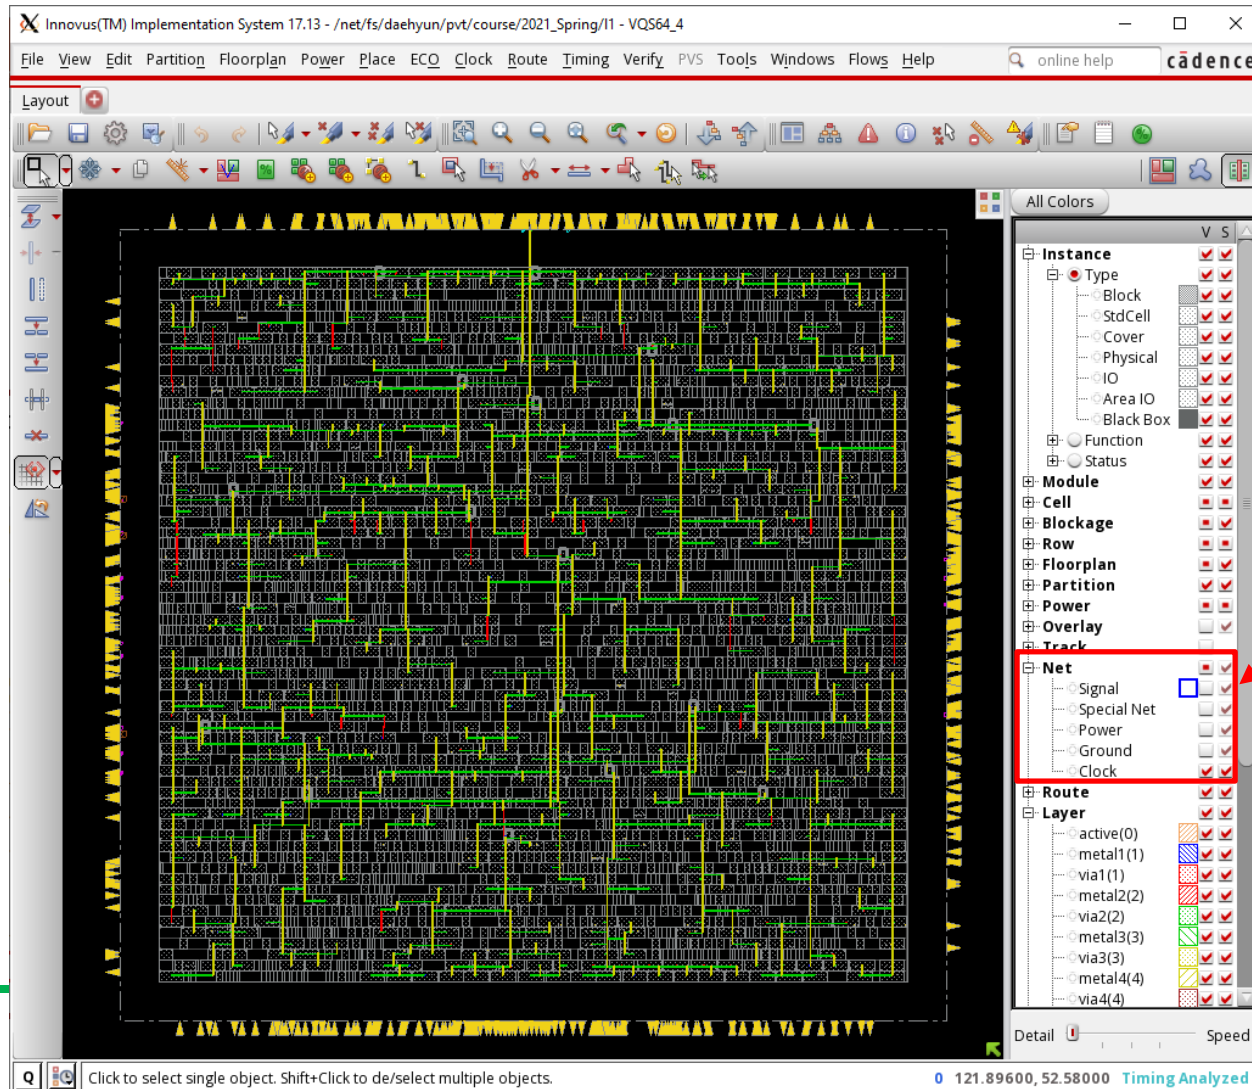 Innovus(TM) Implementation System 17.13 - /net/fs/daehyun/pvt/course/2021_Spring/I1 - VQS64_4
File View Edit Partition Floorplan Power Place ECO Clock Route Timing Verify PVS Tools Windows Flows Help online help cādence
Layout
All Colors
V S
Instance
Type
Block
StdCell
Cover
Physical
IO
Area IO
Black Box
Function
Status
Module
Cell
Blockage
Row
Floorplan
Partition
Power
Overlay
Track
Net
Signal
Special Net
Power
Ground
Clock
Route
Layer
active(0)
metal1(1)
via1(1)
metal2(2)
via2(2)
metal3(3)
via3(3)
metal4(4)
via4(4)
Detail Speed
Q Click to select single object. Shift+Click to de/select multiple objects. 0 121.89600, 52.58000 Timing Analyzed